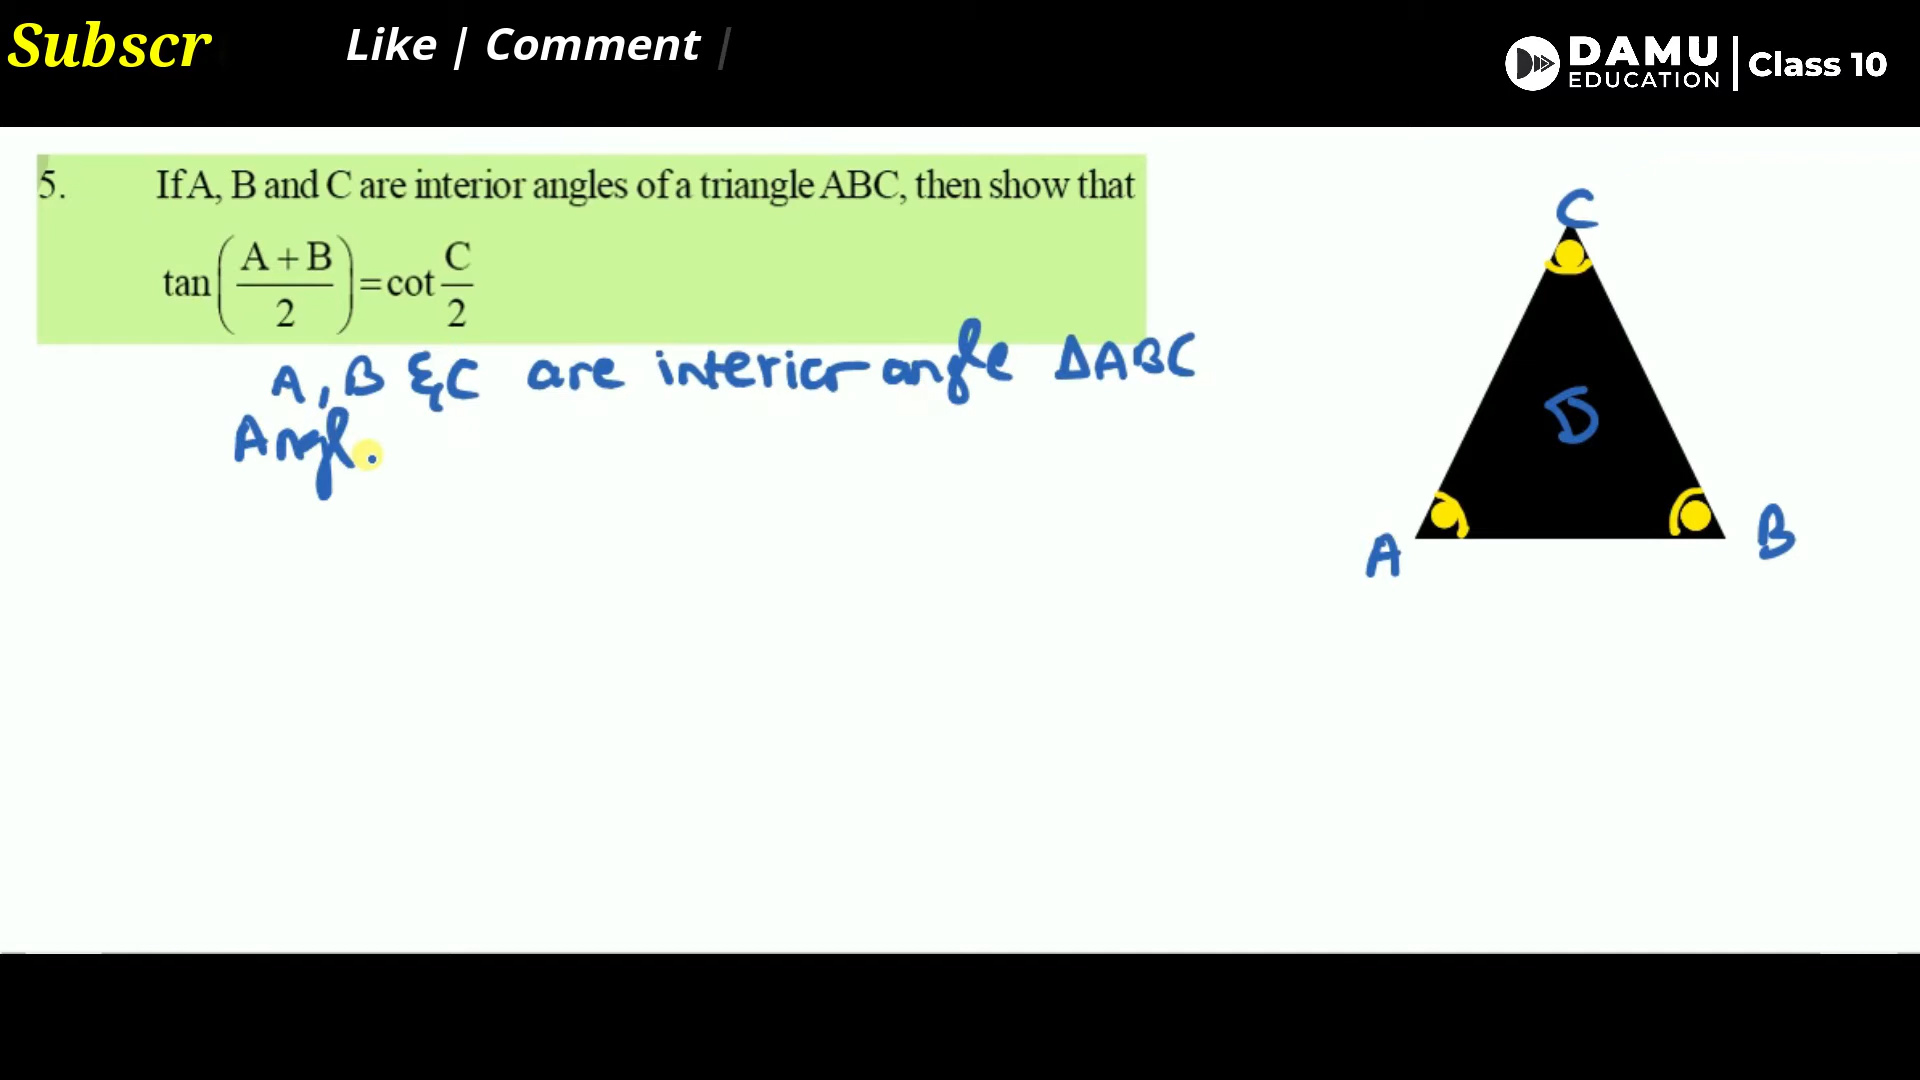 Subscr
Like | Comment |
DAMU
EDUCATION
Class 10
5. If A, B and C are interior angles of a triangle ABC, then show that
tan((A + B)/2) = cot C/2
A, B & C are interior angle ΔABC
Angl
C
D
A
B